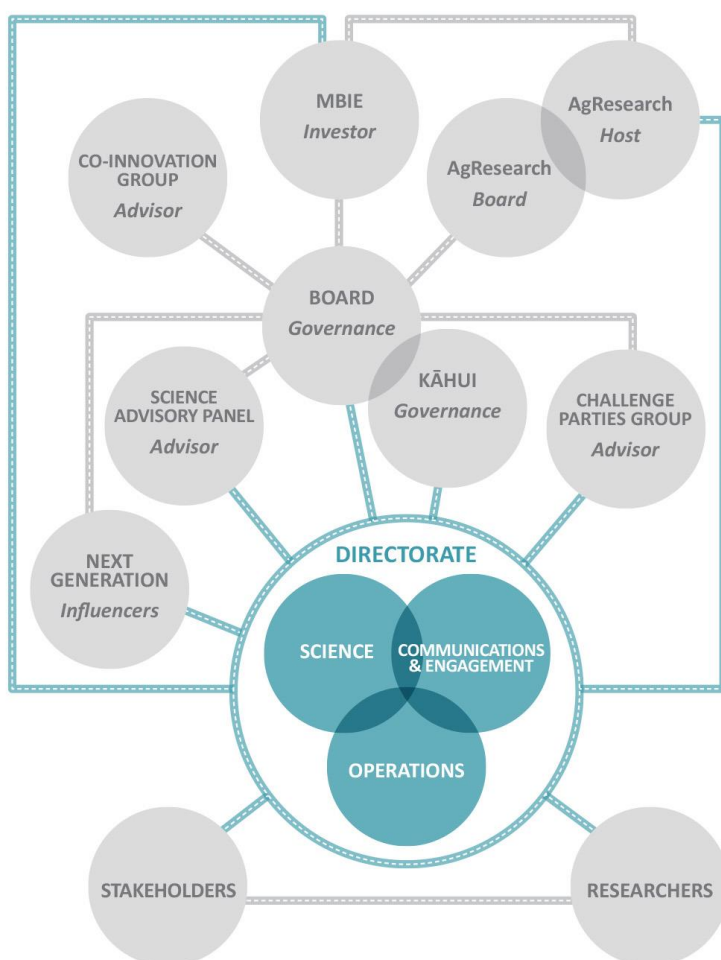 MBIE
Investor
AgResearch
Host
CO-INNOVATION
GROUP
Advisor
AgResearch
Board
BOARD
Governance
SCIENCE
ADVISORY PANEL
Advisor
KĀHUI
Governance
CHALLENGE
PARTIES GROUP
Advisor
NEXT
GENERATION
Influencers
DIRECTORATE
SCIENCE
COMMUNICATIONS
& ENGAGEMENT
OPERATIONS
STAKEHOLDERS
RESEARCHERS